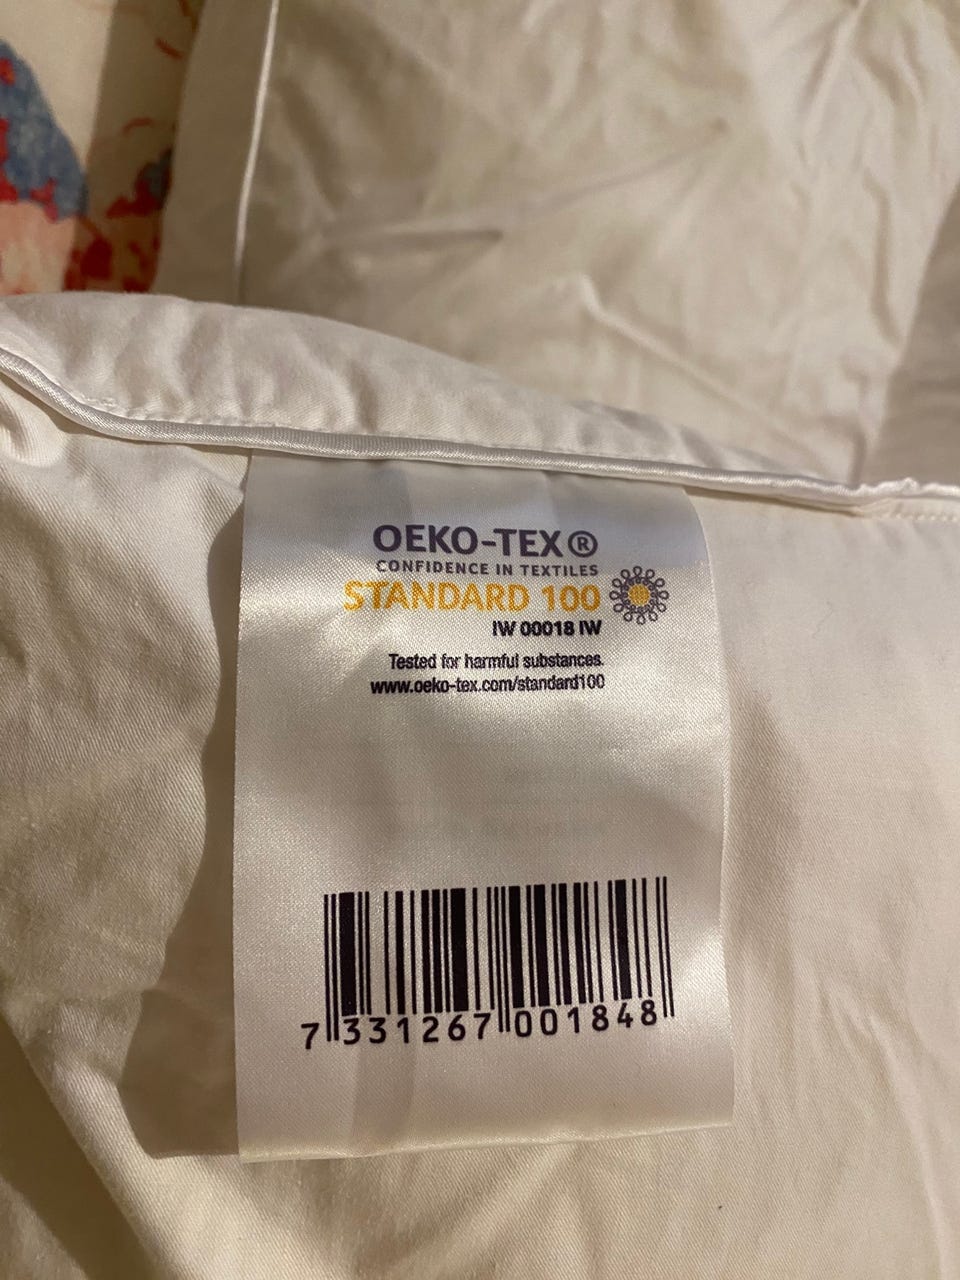 OEKO-TEX®
CONFIDENCE IN TEXTILES
STANDARD 100
IW 00018 IW
Tested for harmful substances.
www.oeko-tex.com/standard100
7 331267 001848